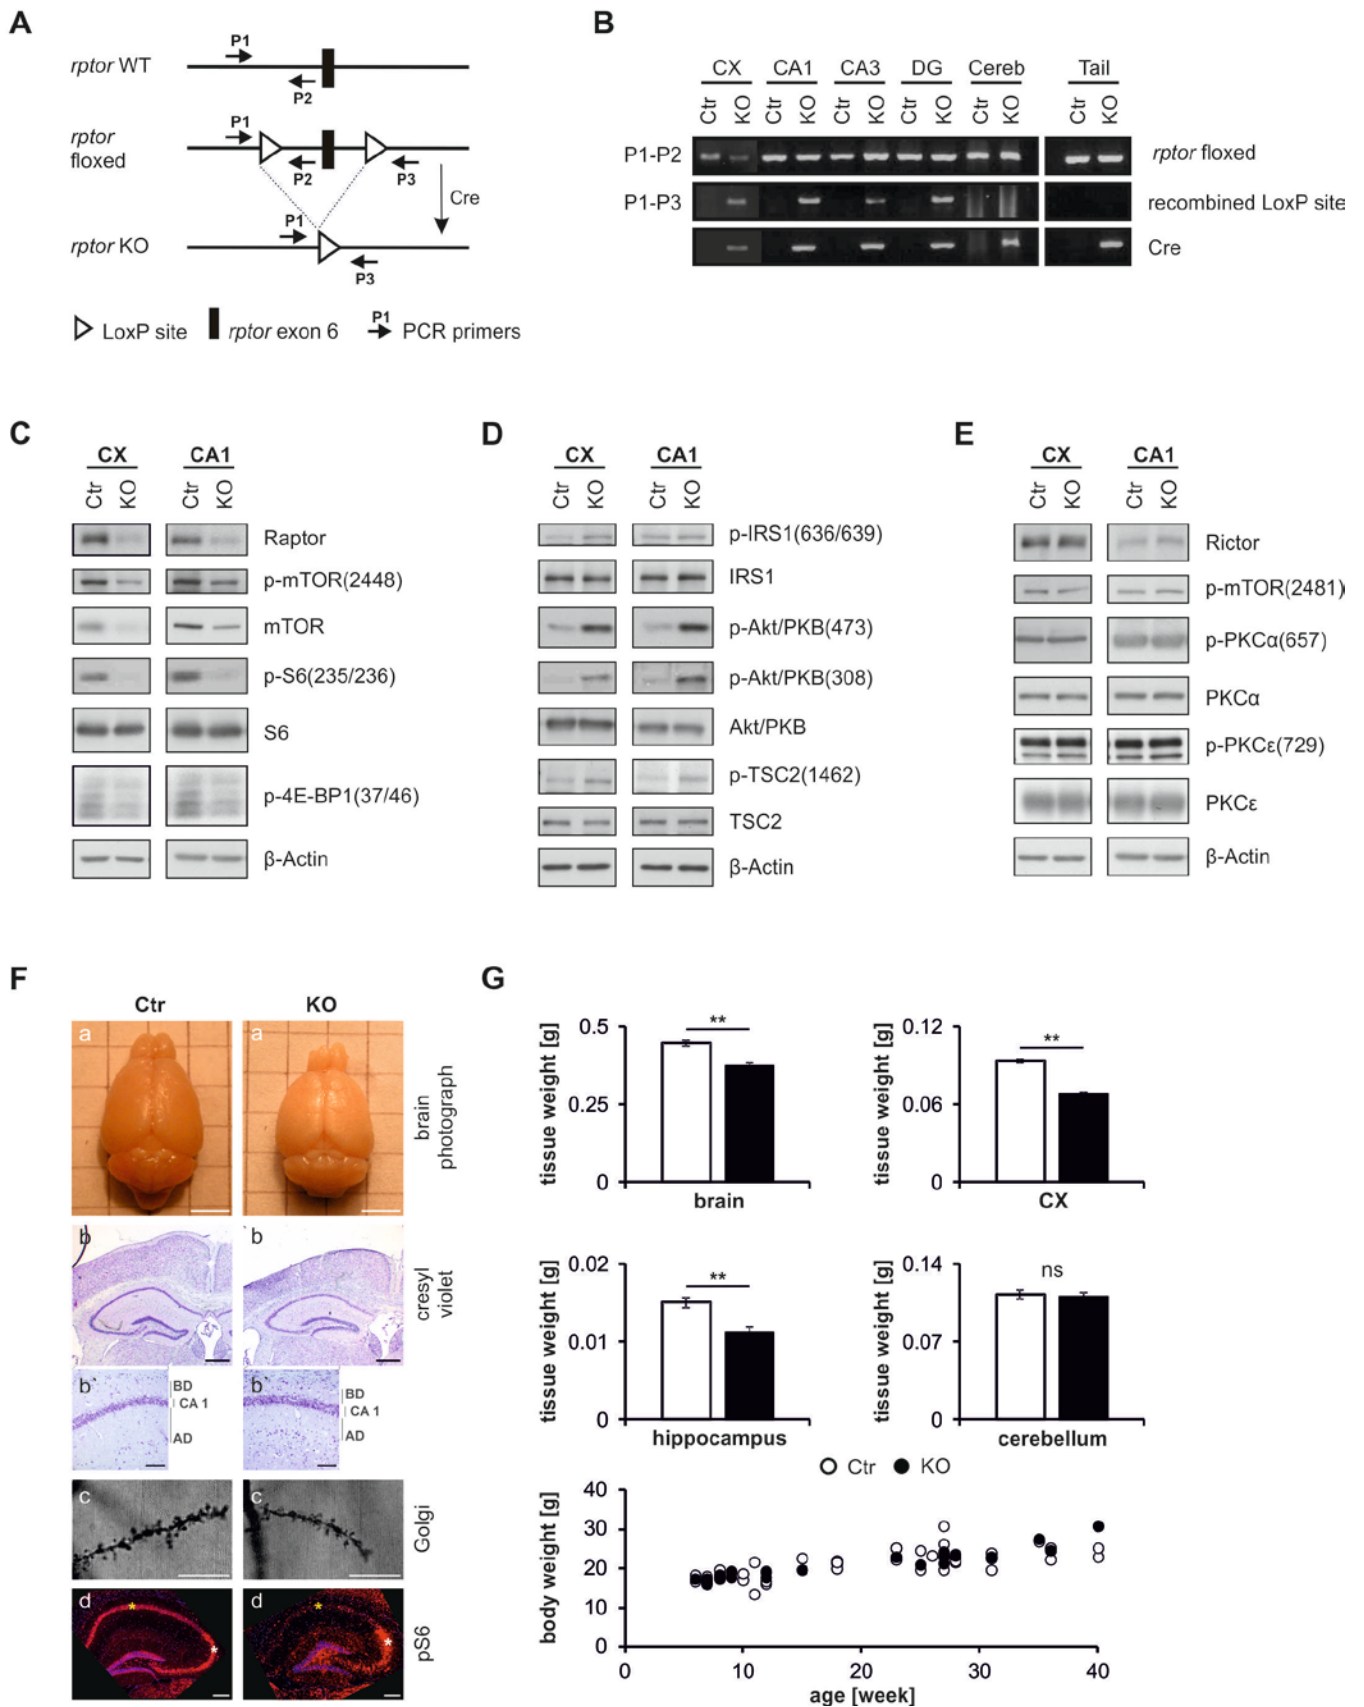 A
rptor WT
P1
P2
rptor
floxed
P1
P2
P3
Cre
rptor KO
P1
P3
LoxP site
rptor exon 6
P1
PCR primers
B
CX CA1 CA3 DG Cereb Tail
Ctr KO Ctr KO Ctr KO Ctr KO Ctr KO Ctr KO
P1-P2 rptor floxed
P1-P3 recombined LoxP site
Cre
C
CX CA1
Ctr KO Ctr KO
Raptor
p-mTOR(2448)
mTOR
p-S6(235/236)
S6
p-4E-BP1(37/46)
β-Actin
D
CX CA1
Ctr KO Ctr KO
p-IRS1(636/639)
IRS1
p-Akt/PKB(473)
p-Akt/PKB(308)
Akt/PKB
p-TSC2(1462)
TSC2
β-Actin
E
CX CA1
Ctr KO Ctr KO
Rictor
p-mTOR(2481)
p-PKCα(657)
PKCα
p-PKCε(729)
PKCε
β-Actin
F
Ctr KO
a a
brain
photograph
b b
cresyl
violet
b` b`
BD
CA 1
AD
BD
CA 1
AD
c c
Golgi
d d
* *
* *
pS6
G
tissue weight [g]
0.5
0.25
0
**
brain
tissue weight [g]
0.12
0.06
0
**
CX
tissue weight [g]
0.02
0.01
0
**
hippocampus
tissue weight [g]
0.14
0.07
0
ns
cerebellum
Ctr KO
body weight [g]
40
30
20
10
0
0 10 20 30 40
age [week]